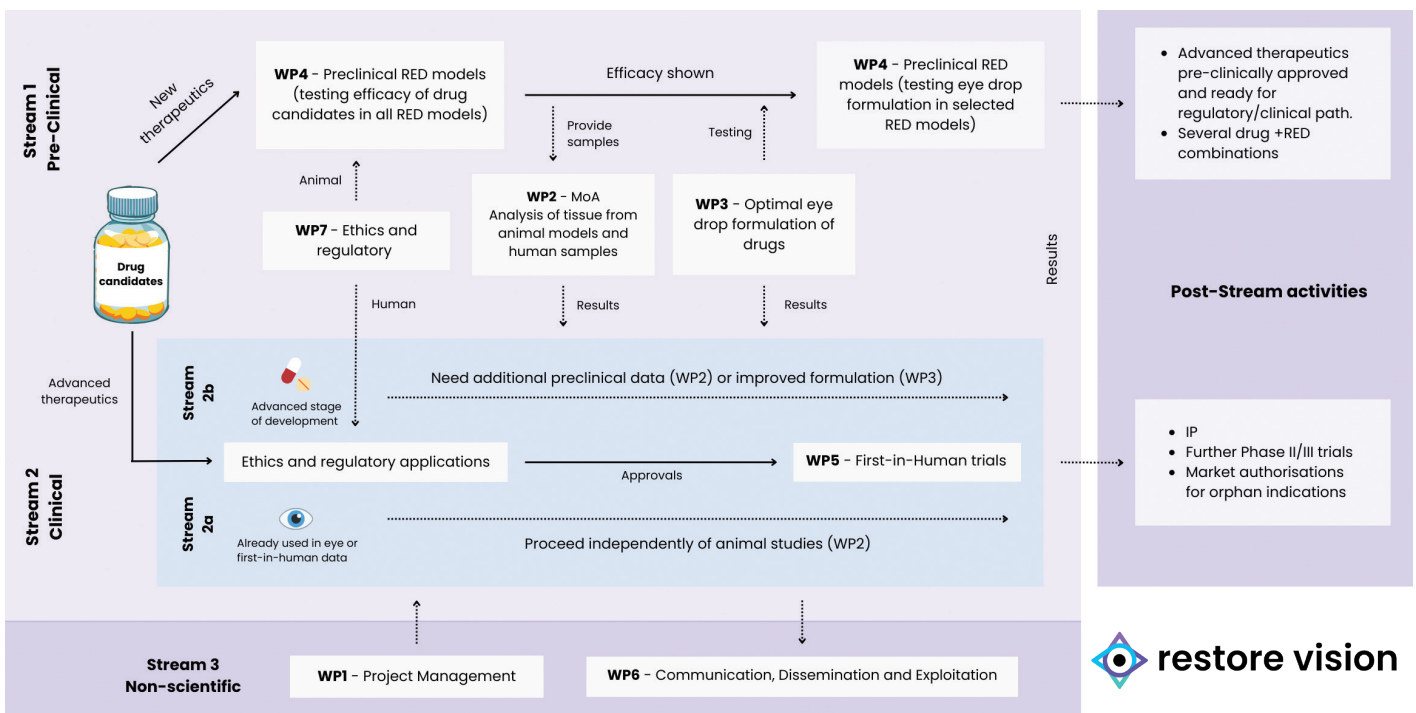 Stream 1
Pre-Clinical
New
therapeutics
WP4 - Preclinical RED models
(testing efficacy of drug
candidates in all RED models)
Efficacy shown
WP4 - Preclinical RED
models (testing eye drop
formulation in selected
RED models)
Provide
samples
Testing
Animal
WP7 - Ethics and
regulatory
WP2 - MoA
Analysis of tissue from
animal models and
human samples
WP3 - Optimal eye
drop formulation of
drugs
Drug
candidates
Human
Results
Results
Results
Advanced
therapeutics
Stream 2
Clinical
Stream
2b
Advanced stage
of development
Need additional preclinical data (WP2) or improved formulation (WP3)
Ethics and regulatory applications
Approvals
WP5 - First-in-Human trials
Stream
2a
Already used in eye or
first-in-human data
Proceed independently of animal studies (WP2)
Stream 3
Non-scientific
WP1 - Project Management
WP6 - Communication, Dissemination and Exploitation
• Advanced therapeutics
pre-clinically approved
and ready for
regulatory/clinical path.
• Several drug +RED
combinations
Post-Stream activities
• IP
• Further Phase II/III trials
• Market authorisations
for orphan indications
restore vision